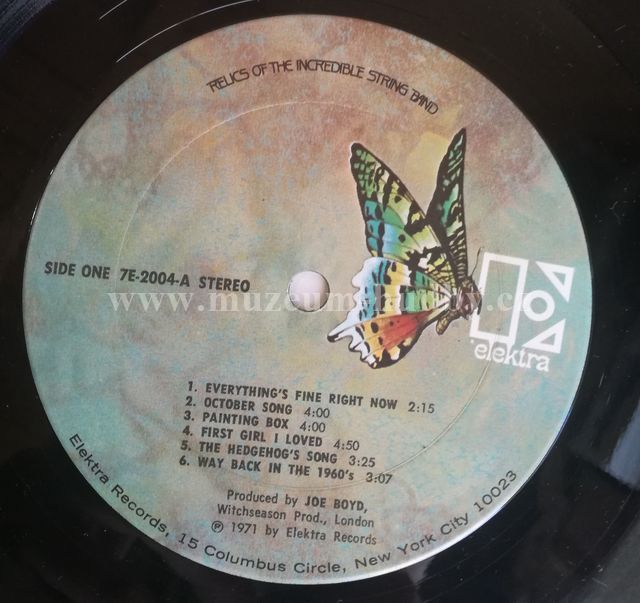 RELICS OF THE INCREDIBLE STRING BAND
SIDE ONE 7E-2004-A STEREO
elektra
1. EVERYTHING'S FINE RIGHT NOW 2:15
2. OCTOBER SONG 4:00
3. PAINTING BOX 4:00
4. FIRST GIRL I LOVED 4:50
5. THE HEDGEHOG'S SONG 3:25
6. WAY BACK IN THE 1960's 3:07
Produced by JOE BOYD,
Witchseason Prod., London
℗ 1971 by Elektra Records
Elektra Records, 15 Columbus Circle, New York City 10023